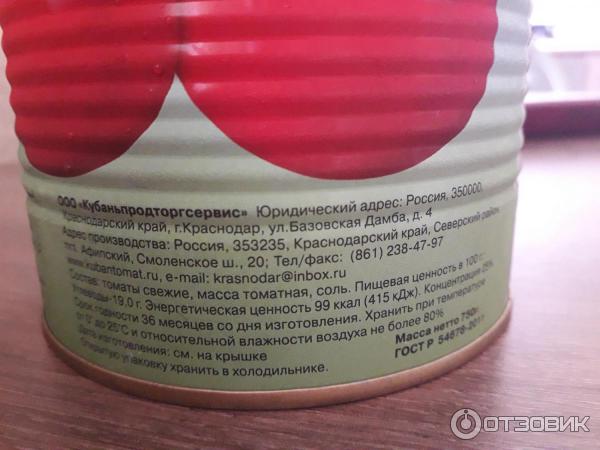 ООО «Кубаньпродторгсервис» Юридический адрес: Россия, 350000,
Краснодарский край, г.Краснодар, ул.Базовская Дамба, д. 4
Адрес производства: Россия, 353235, Краснодарский край, Северский район,
пгт. Афипский, Смоленское ш., 20; Тел/факс: (861) 238-47-97
www.kubantomat.ru, e-mail: krasnodar@inbox.ru
Состав: томаты свежие, масса томатная, соль. Пищевая ценность в 100 г:
Углеводы-19,0 г. Энергетическая ценность 99 ккал (415 кДж). Концентрация 25%.
Срок годности 36 месяцев со дня изготовления. Хранить при температуре
от 0° до 25°С и относительной влажности воздуха не более 80%
Дата изготовления: см. на крышке
Открытую упаковку хранить в холодильнике.
Масса нетто 750г
ГОСТ Р 54678-2011
ОТЗОВИК